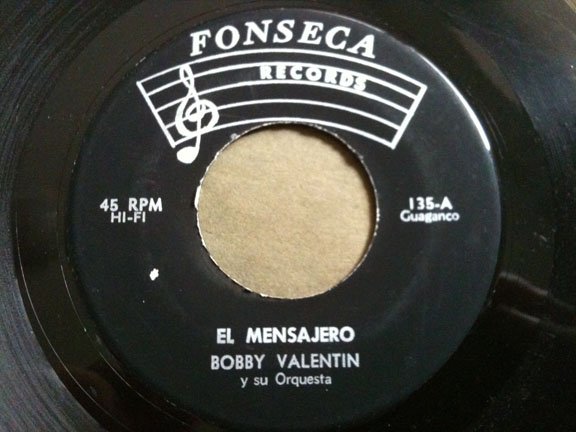 FONSECA
RECORDS
45 RPM
HI-FI
135-A
Guaganco
EL MENSAJERO
BOBBY VALENTIN
y su Orquesta